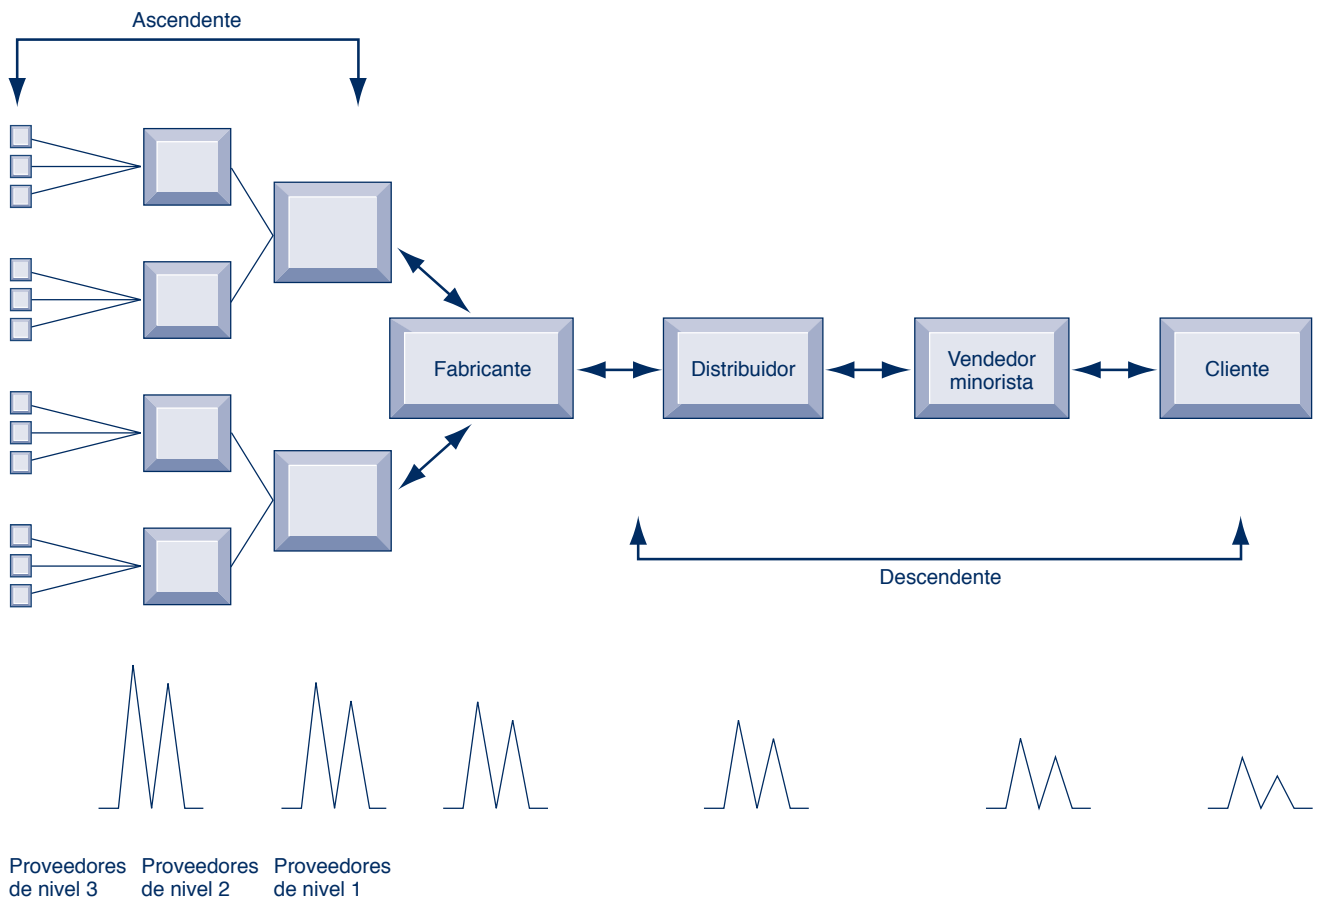 Ascendente
Fabricante
Distribuidor
Vendedor
minorista
Cliente
Descendente
Proveedores
de nivel 3
Proveedores
de nivel 2
Proveedores
de nivel 1